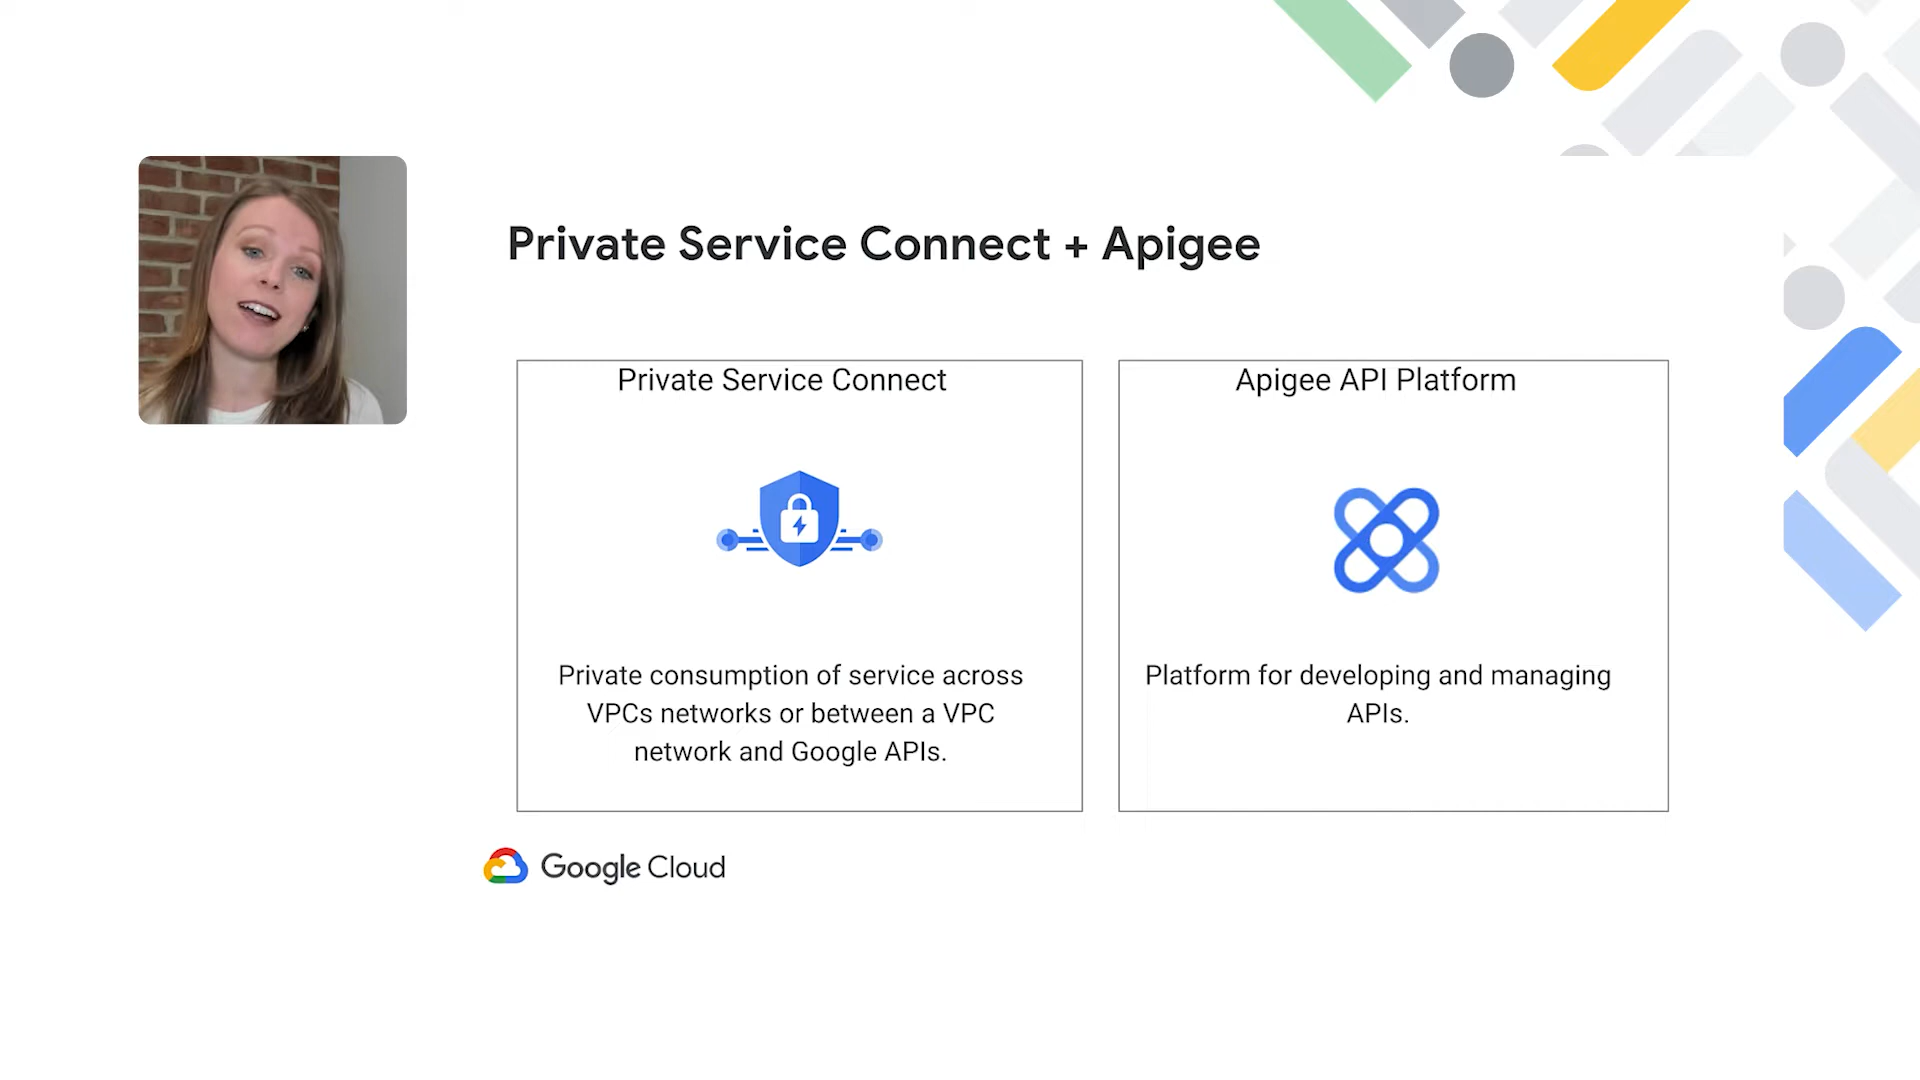 Private Service Connect + Apigee
Private Service Connect
Private consumption of service across
VPCs networks or between a VPC
network and Google APIs.
Apigee API Platform
Platform for developing and managing
APIs.
Google Cloud